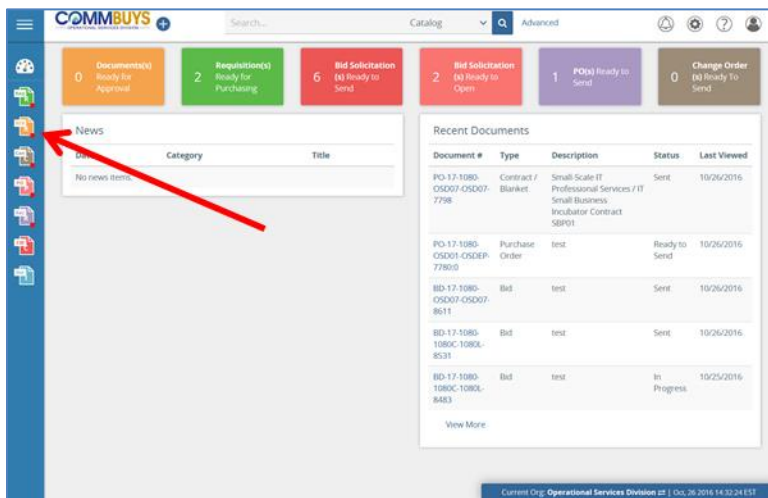 COMMBUYS
OPERATIONAL SERVICES DIVISION
Search...
Catalog
Advanced
0 Documents(s) Ready for Approval
2 Requisition(s) Ready for Purchasing
6 Bid Solicitation (s) Ready to Send
2 Bid Solicitation (s) Ready to Open
1 PO(s) Ready to Send
0 Change Order (s) Ready To Send
News
Category Title
No news items.
Recent Documents
Document # Type Description Status Last Viewed
PO-17-1080- Contract / Small-Scale IT Sent 10/26/2016
OSD07-OSD07- Blanket Professional Services / IT
7798 Small Business
Incubator Contract
SBP01
PO-17-1080- Purchase test Ready to 10/26/2016
OSD01-OSDEP- Order Send
7780:0
BD-17-1080- Bid test Sent 10/26/2016
OSD07-OSD07-
8611
BD-17-1080- Bid test Sent 10/26/2016
1080C-1080L-
8531
BD-17-1080- Bid test In 10/25/2016
1080C-1080L- Progress
8483
View More
Current Org: Operational Services Division | Oct, 26 2016 14:32:24 EST